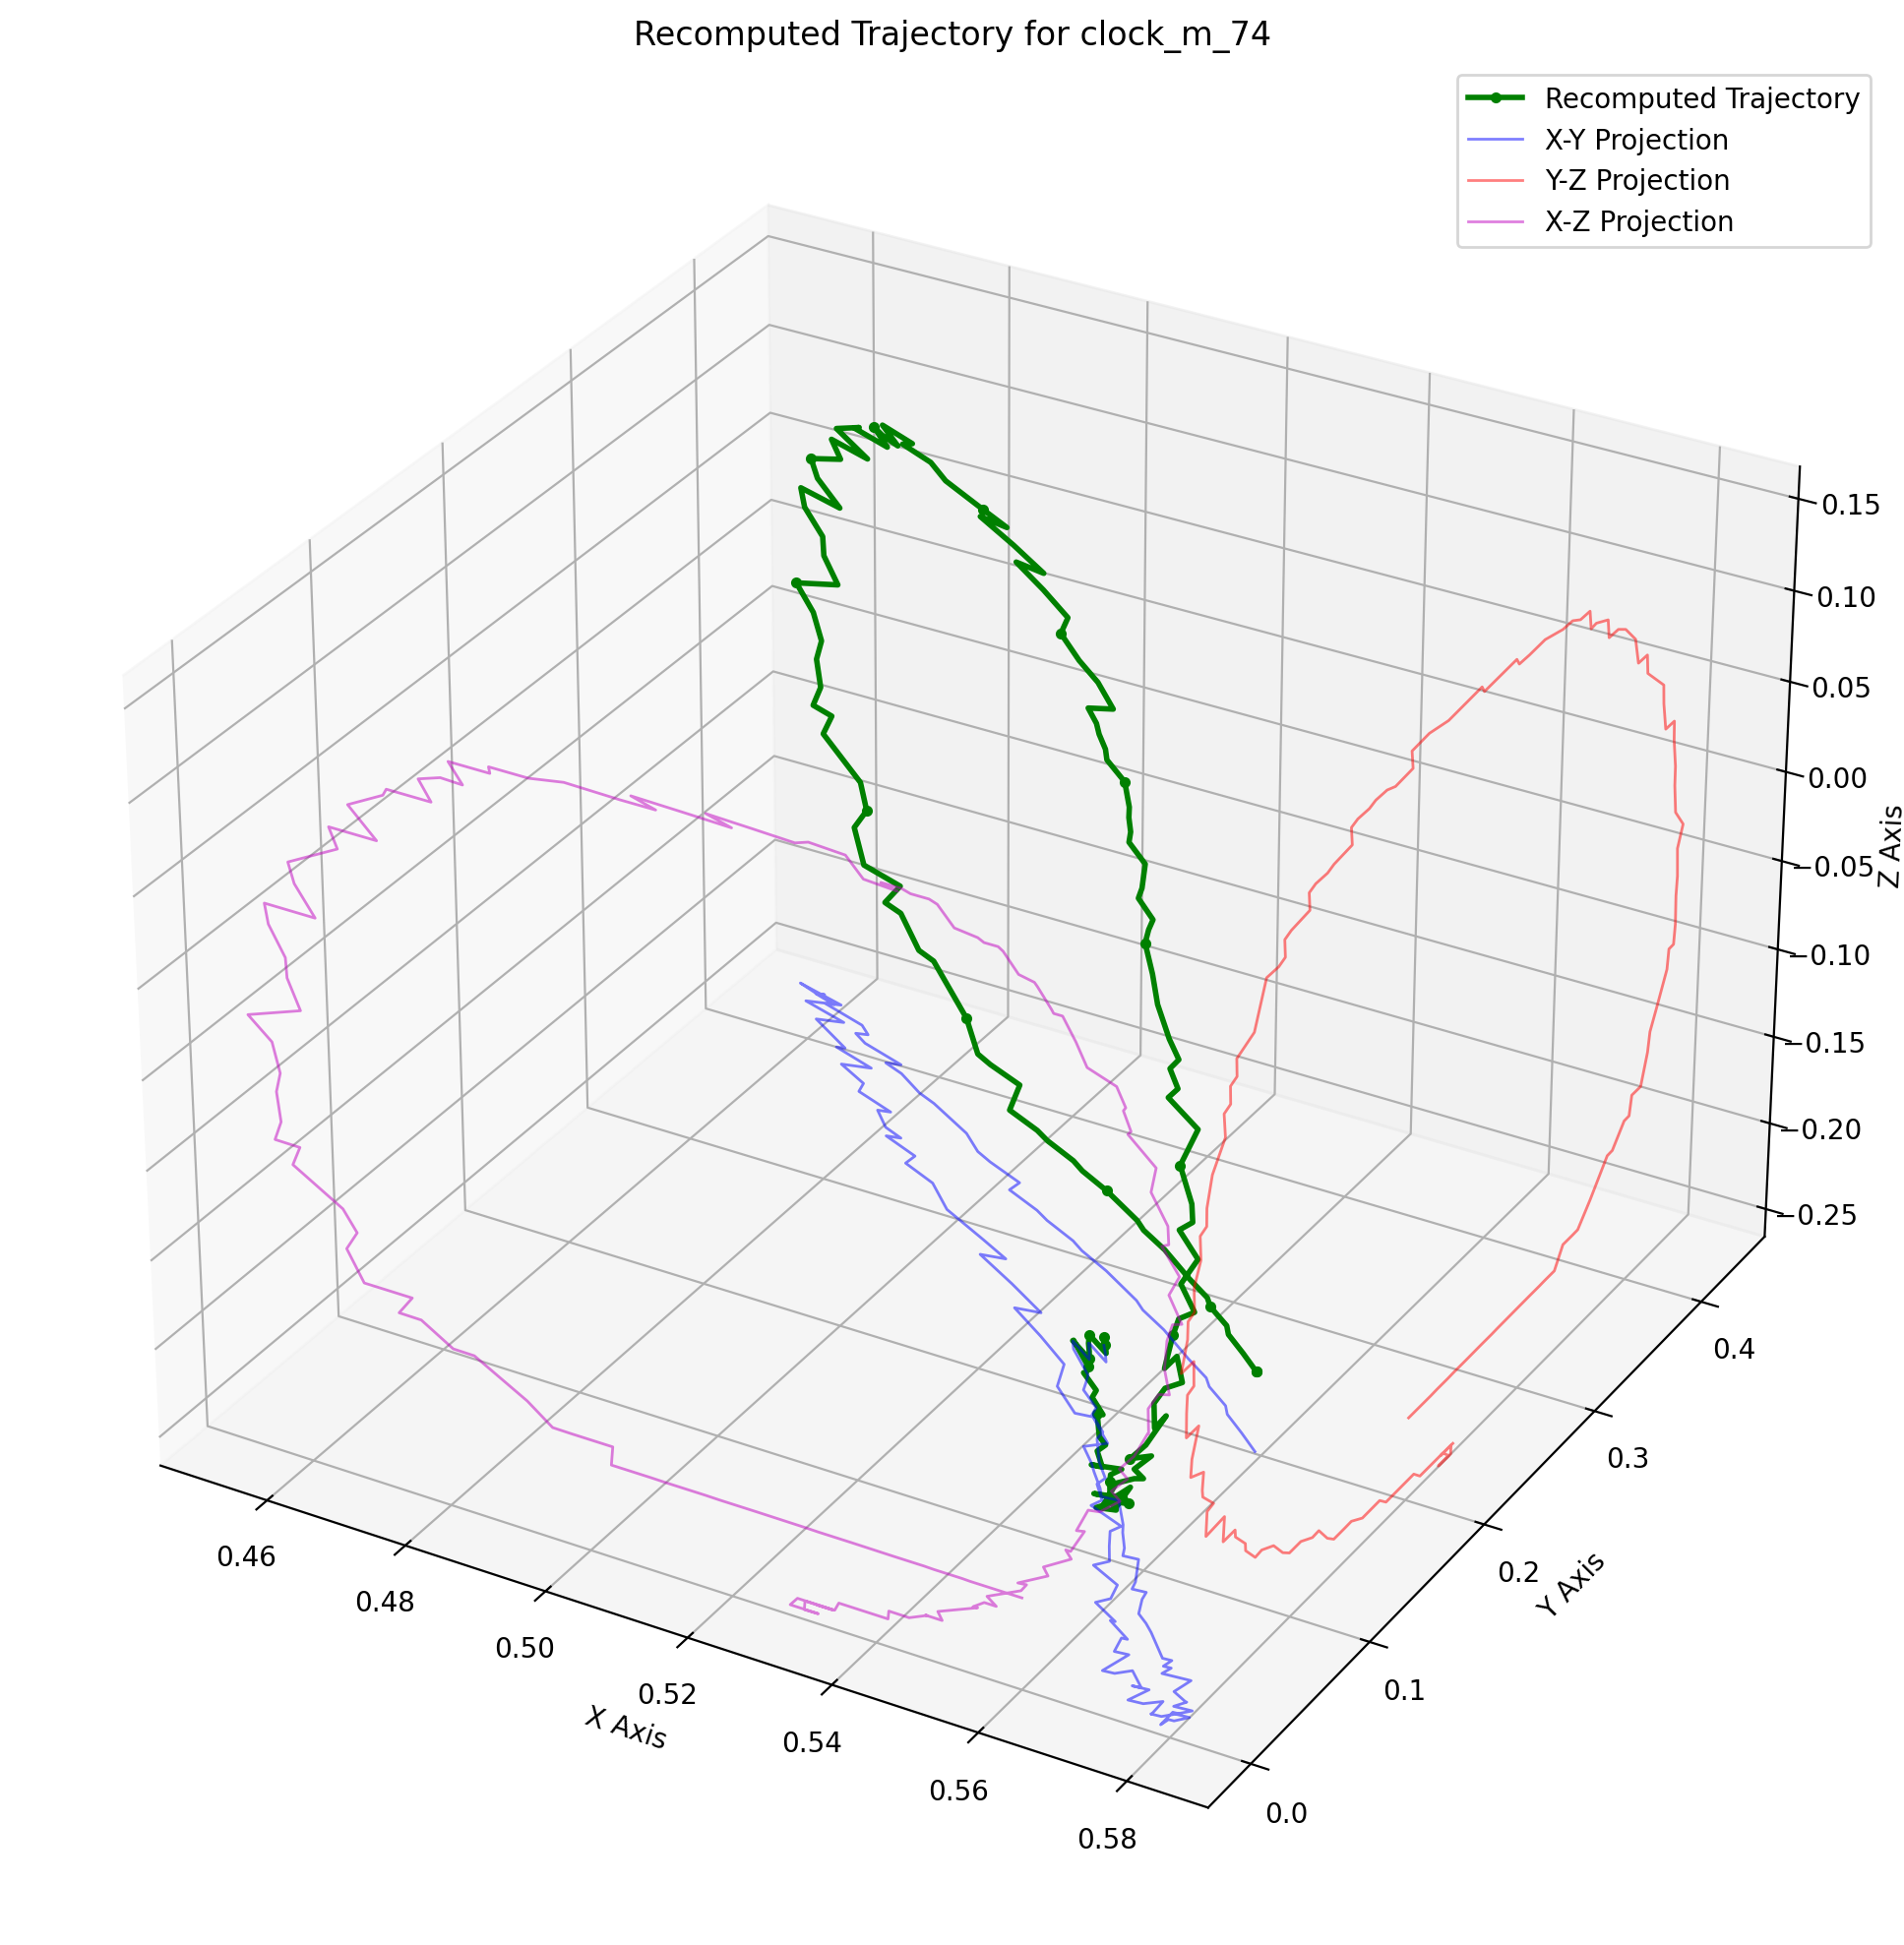 Recomputed Trajectory for clock_m_74
Recomputed Trajectory
X-Y Projection
Y-Z Projection
X-Z Projection
0.15
0.10
0.05
0.00
−0.05
−0.10
−0.15
−0.20
−0.25
Z Axis
0.4
0.3
0.2
0.1
0.0
Y Axis
0.46
0.48
0.50
0.52
0.54
0.56
0.58
X Axis